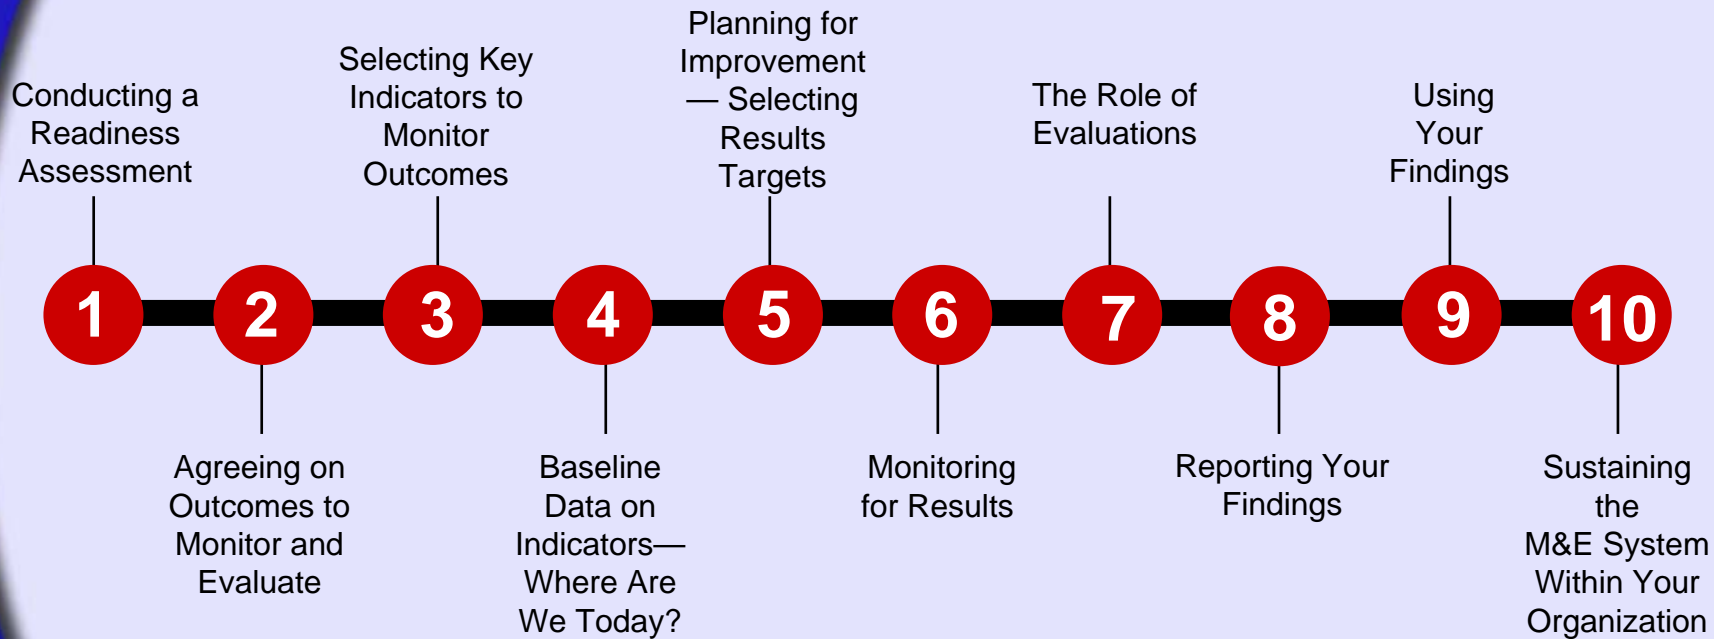 Conducting a
Readiness
Assessment
Selecting Key
Indicators to
Monitor
Outcomes
Planning for
Improvement
— Selecting
Results
Targets
The Role of
Evaluations
Using
Your
Findings
1
2
3
4
5
6
7
8
9
10
Agreeing on
Outcomes to
Monitor and
Evaluate
Baseline
Data on
Indicators—
Where Are
We Today?
Monitoring
for Results
Reporting Your
Findings
Sustaining
the
M&E System
Within Your
Organization